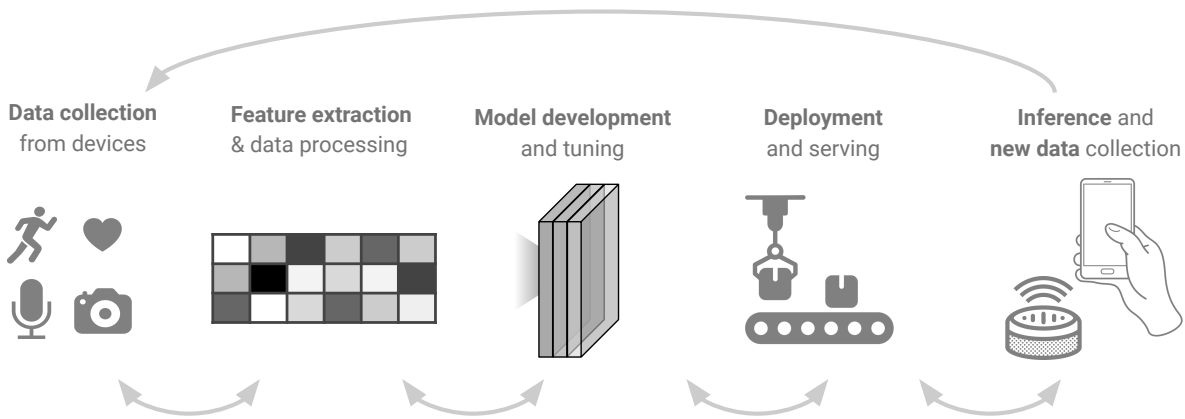 Data collection
from devices
Feature extraction
& data processing
Model development
and tuning
Deployment
and serving
Inference and
new data collection